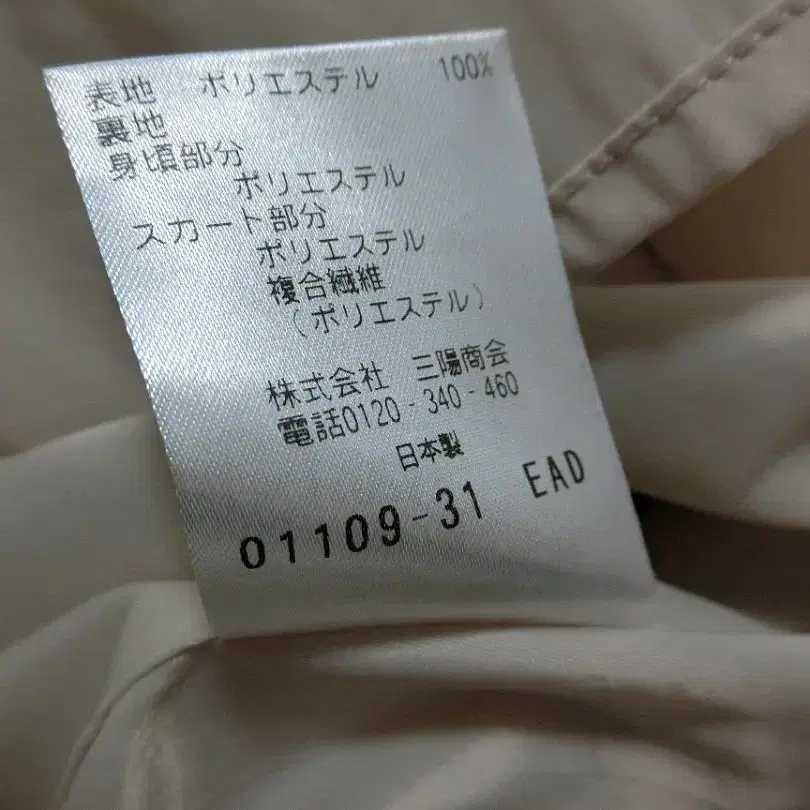 表地 ポリエステル 100%
裏地
身頃部分
ポリエステル
スカート部分
ポリエステル
複合繊維
(ポリエステル)
株式会社 三陽商会
電話0120-340-460
日本製
01109-31 EAD